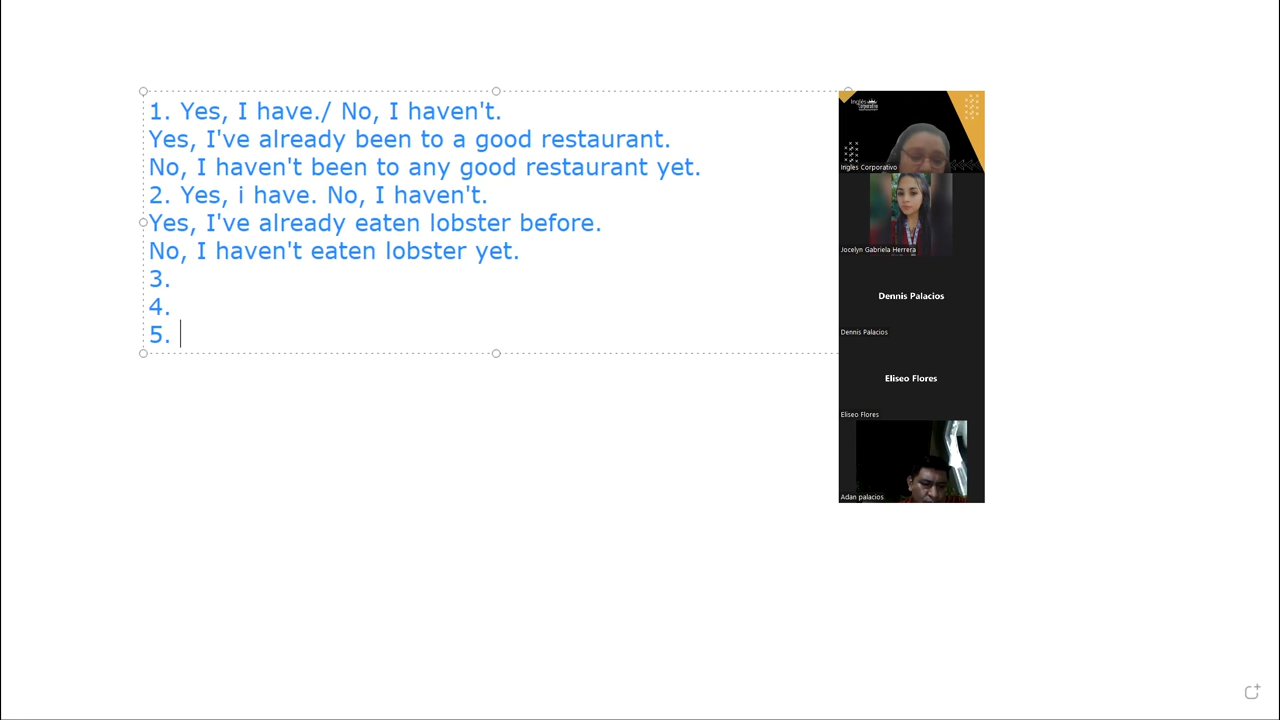 1. Yes, I have./ No, I haven't.
Yes, I've already been to a good restaurant.
No, I haven't been to any good restaurant yet.
2. Yes, i have. No, I haven't.
Yes, I've already eaten lobster before.
No, I haven't eaten lobster yet.
3.
4.
5.
Inglés
Corporativo
Ingles Corporativo
Jocelyn Gabriela Herrera
Dennis Palacios
Dennis Palacios
Eliseo Flores
Eliseo Flores
Adan palacios